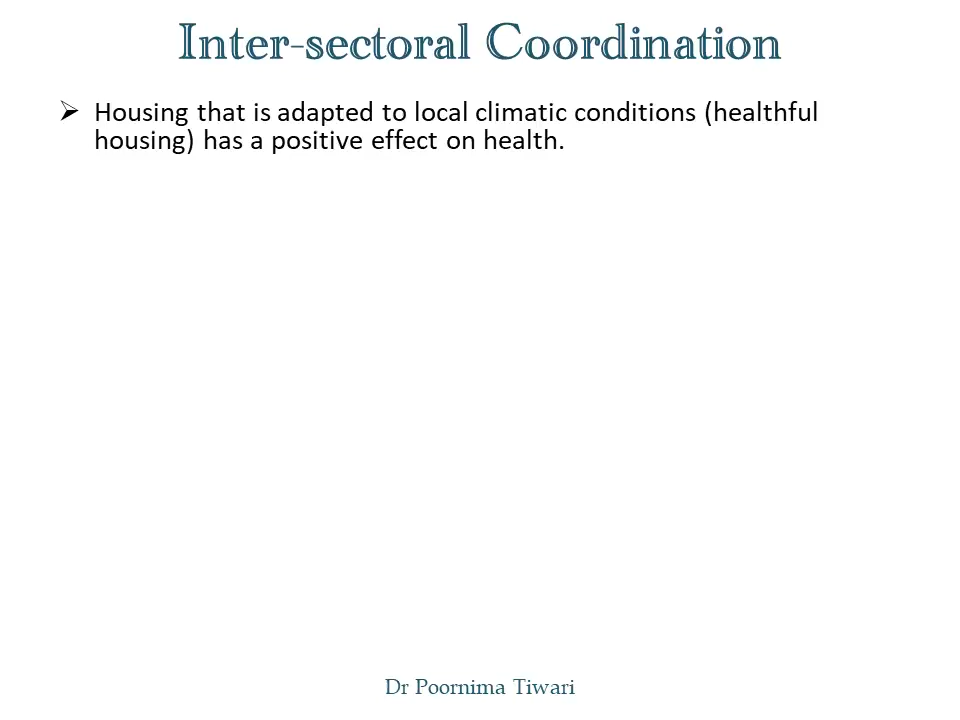 Inter-sectoral Coordination
➢ Housing that is adapted to local climatic conditions (healthful
housing) has a positive effect on health.
Dr Poornima Tiwari